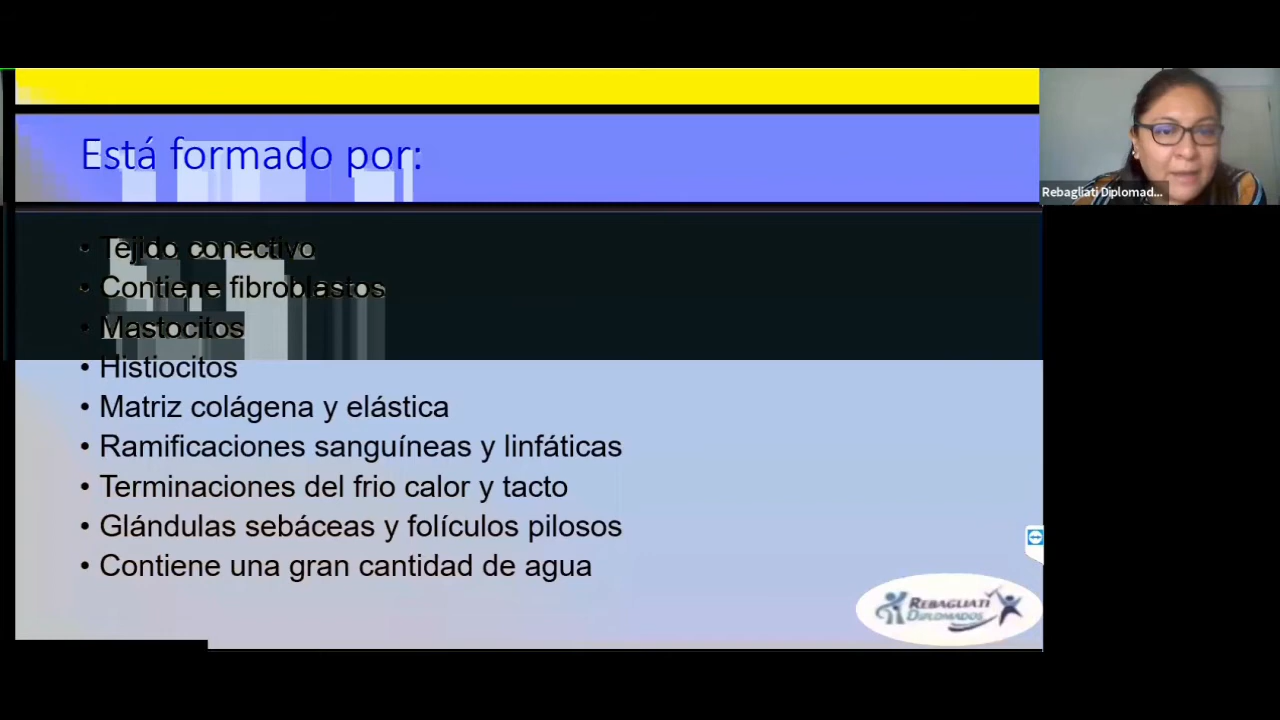 Está formado por:
Rebagliati Diplomad...
• Tejido conectivo
• Contiene fibroblastos
• Mastocitos
• Histiocitos
• Matriz colágena y elástica
• Ramificaciones sanguíneas y linfáticas
• Terminaciones del frio calor y tacto
• Glándulas sebáceas y folículos pilosos
• Contiene una gran cantidad de agua
REBAGLIATI
DIPLOMADOS